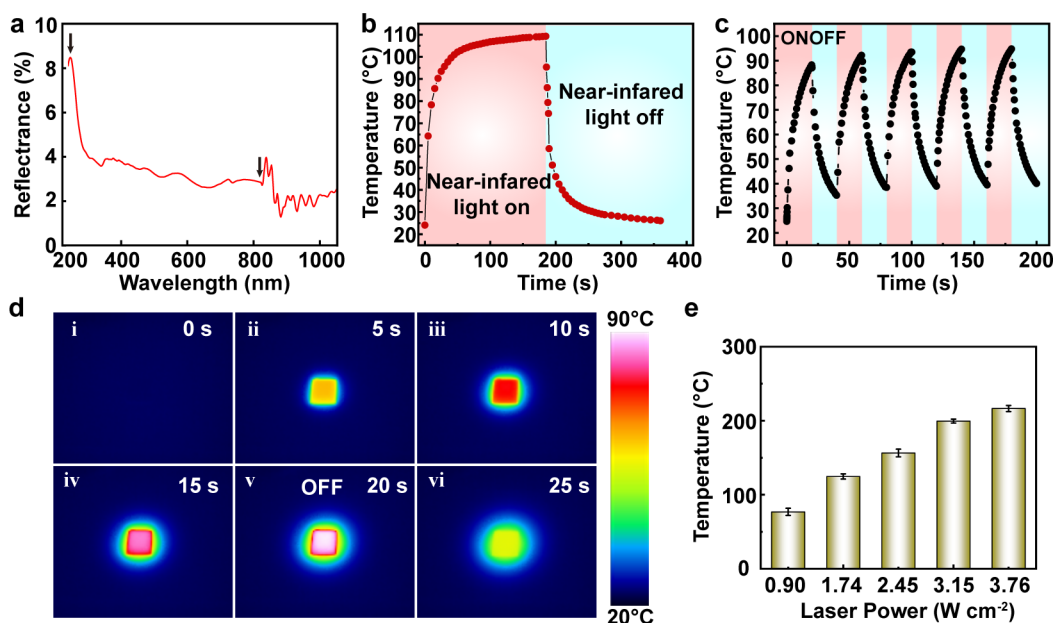 a
10
8
6
4
2
0
Reflectrance (%)
200 400 600 800 1000
Wavelength (nm)
b
110
100
90
80
70
60
50
40
30
20
Temperature (°C)
Near-infared
light on
Near-infared
light off
0 100 200 300 400
Time (s)
c
100
90
80
70
60
50
40
30
20
Temperature (°C)
ONOFF
0 50 100 150 200
Time (s)
d
i 0 s
ii 5 s
iii 10 s
iv 15 s
v OFF 20 s
vi 25 s
90°C
20°C
e
300
200
100
0
Temperature (°C)
0.90 1.74 2.45 3.15 3.76
Laser Power (W cm⁻²)